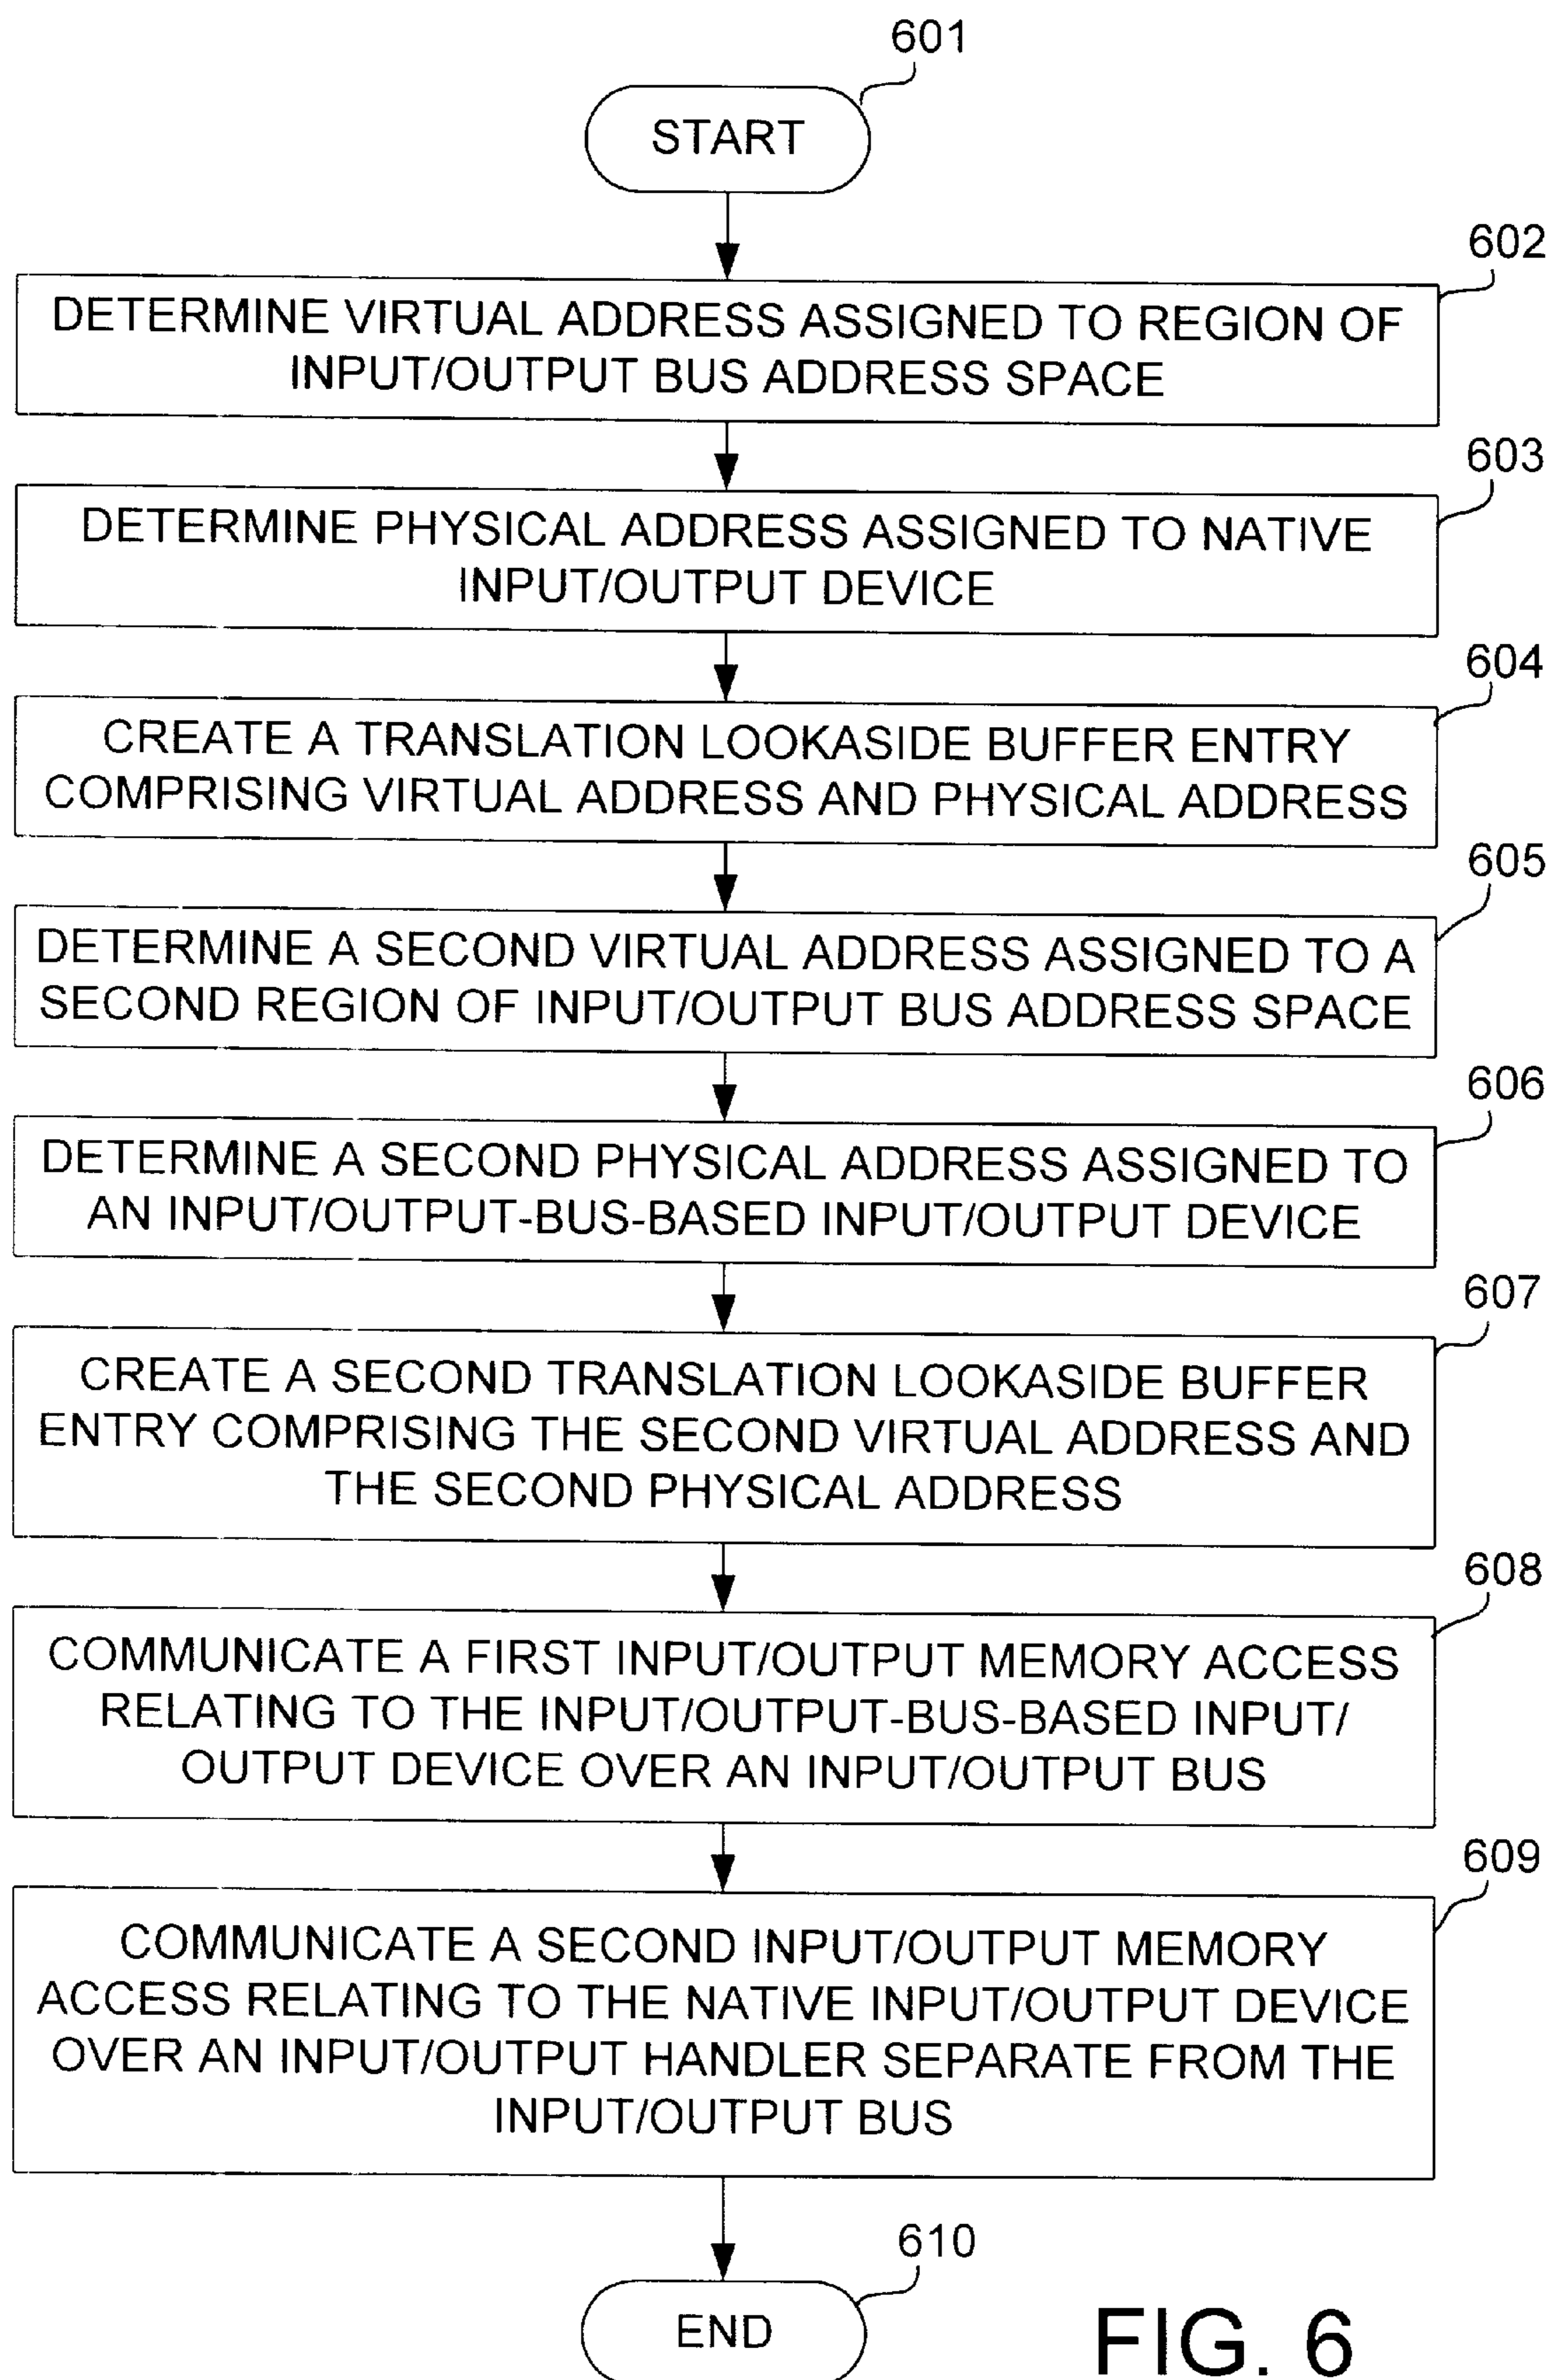 601
START
602
DETERMINE VIRTUAL ADDRESS ASSIGNED TO REGION OF
INPUT/OUTPUT BUS ADDRESS SPACE
603
DETERMINE PHYSICAL ADDRESS ASSIGNED TO NATIVE
INPUT/OUTPUT DEVICE
604
CREATE A TRANSLATION LOOKASIDE BUFFER ENTRY
COMPRISING VIRTUAL ADDRESS AND PHYSICAL ADDRESS
605
DETERMINE A SECOND VIRTUAL ADDRESS ASSIGNED TO A
SECOND REGION OF INPUT/OUTPUT BUS ADDRESS SPACE
606
DETERMINE A SECOND PHYSICAL ADDRESS ASSIGNED TO
AN INPUT/OUTPUT-BUS-BASED INPUT/OUTPUT DEVICE
607
CREATE A SECOND TRANSLATION LOOKASIDE BUFFER
ENTRY COMPRISING THE SECOND VIRTUAL ADDRESS AND
THE SECOND PHYSICAL ADDRESS
608
COMMUNICATE A FIRST INPUT/OUTPUT MEMORY ACCESS
RELATING TO THE INPUT/OUTPUT-BUS-BASED INPUT/
OUTPUT DEVICE OVER AN INPUT/OUTPUT BUS
609
COMMUNICATE A SECOND INPUT/OUTPUT MEMORY
ACCESS RELATING TO THE NATIVE INPUT/OUTPUT DEVICE
OVER AN INPUT/OUTPUT HANDLER SEPARATE FROM THE
INPUT/OUTPUT BUS
610
END
FIG. 6